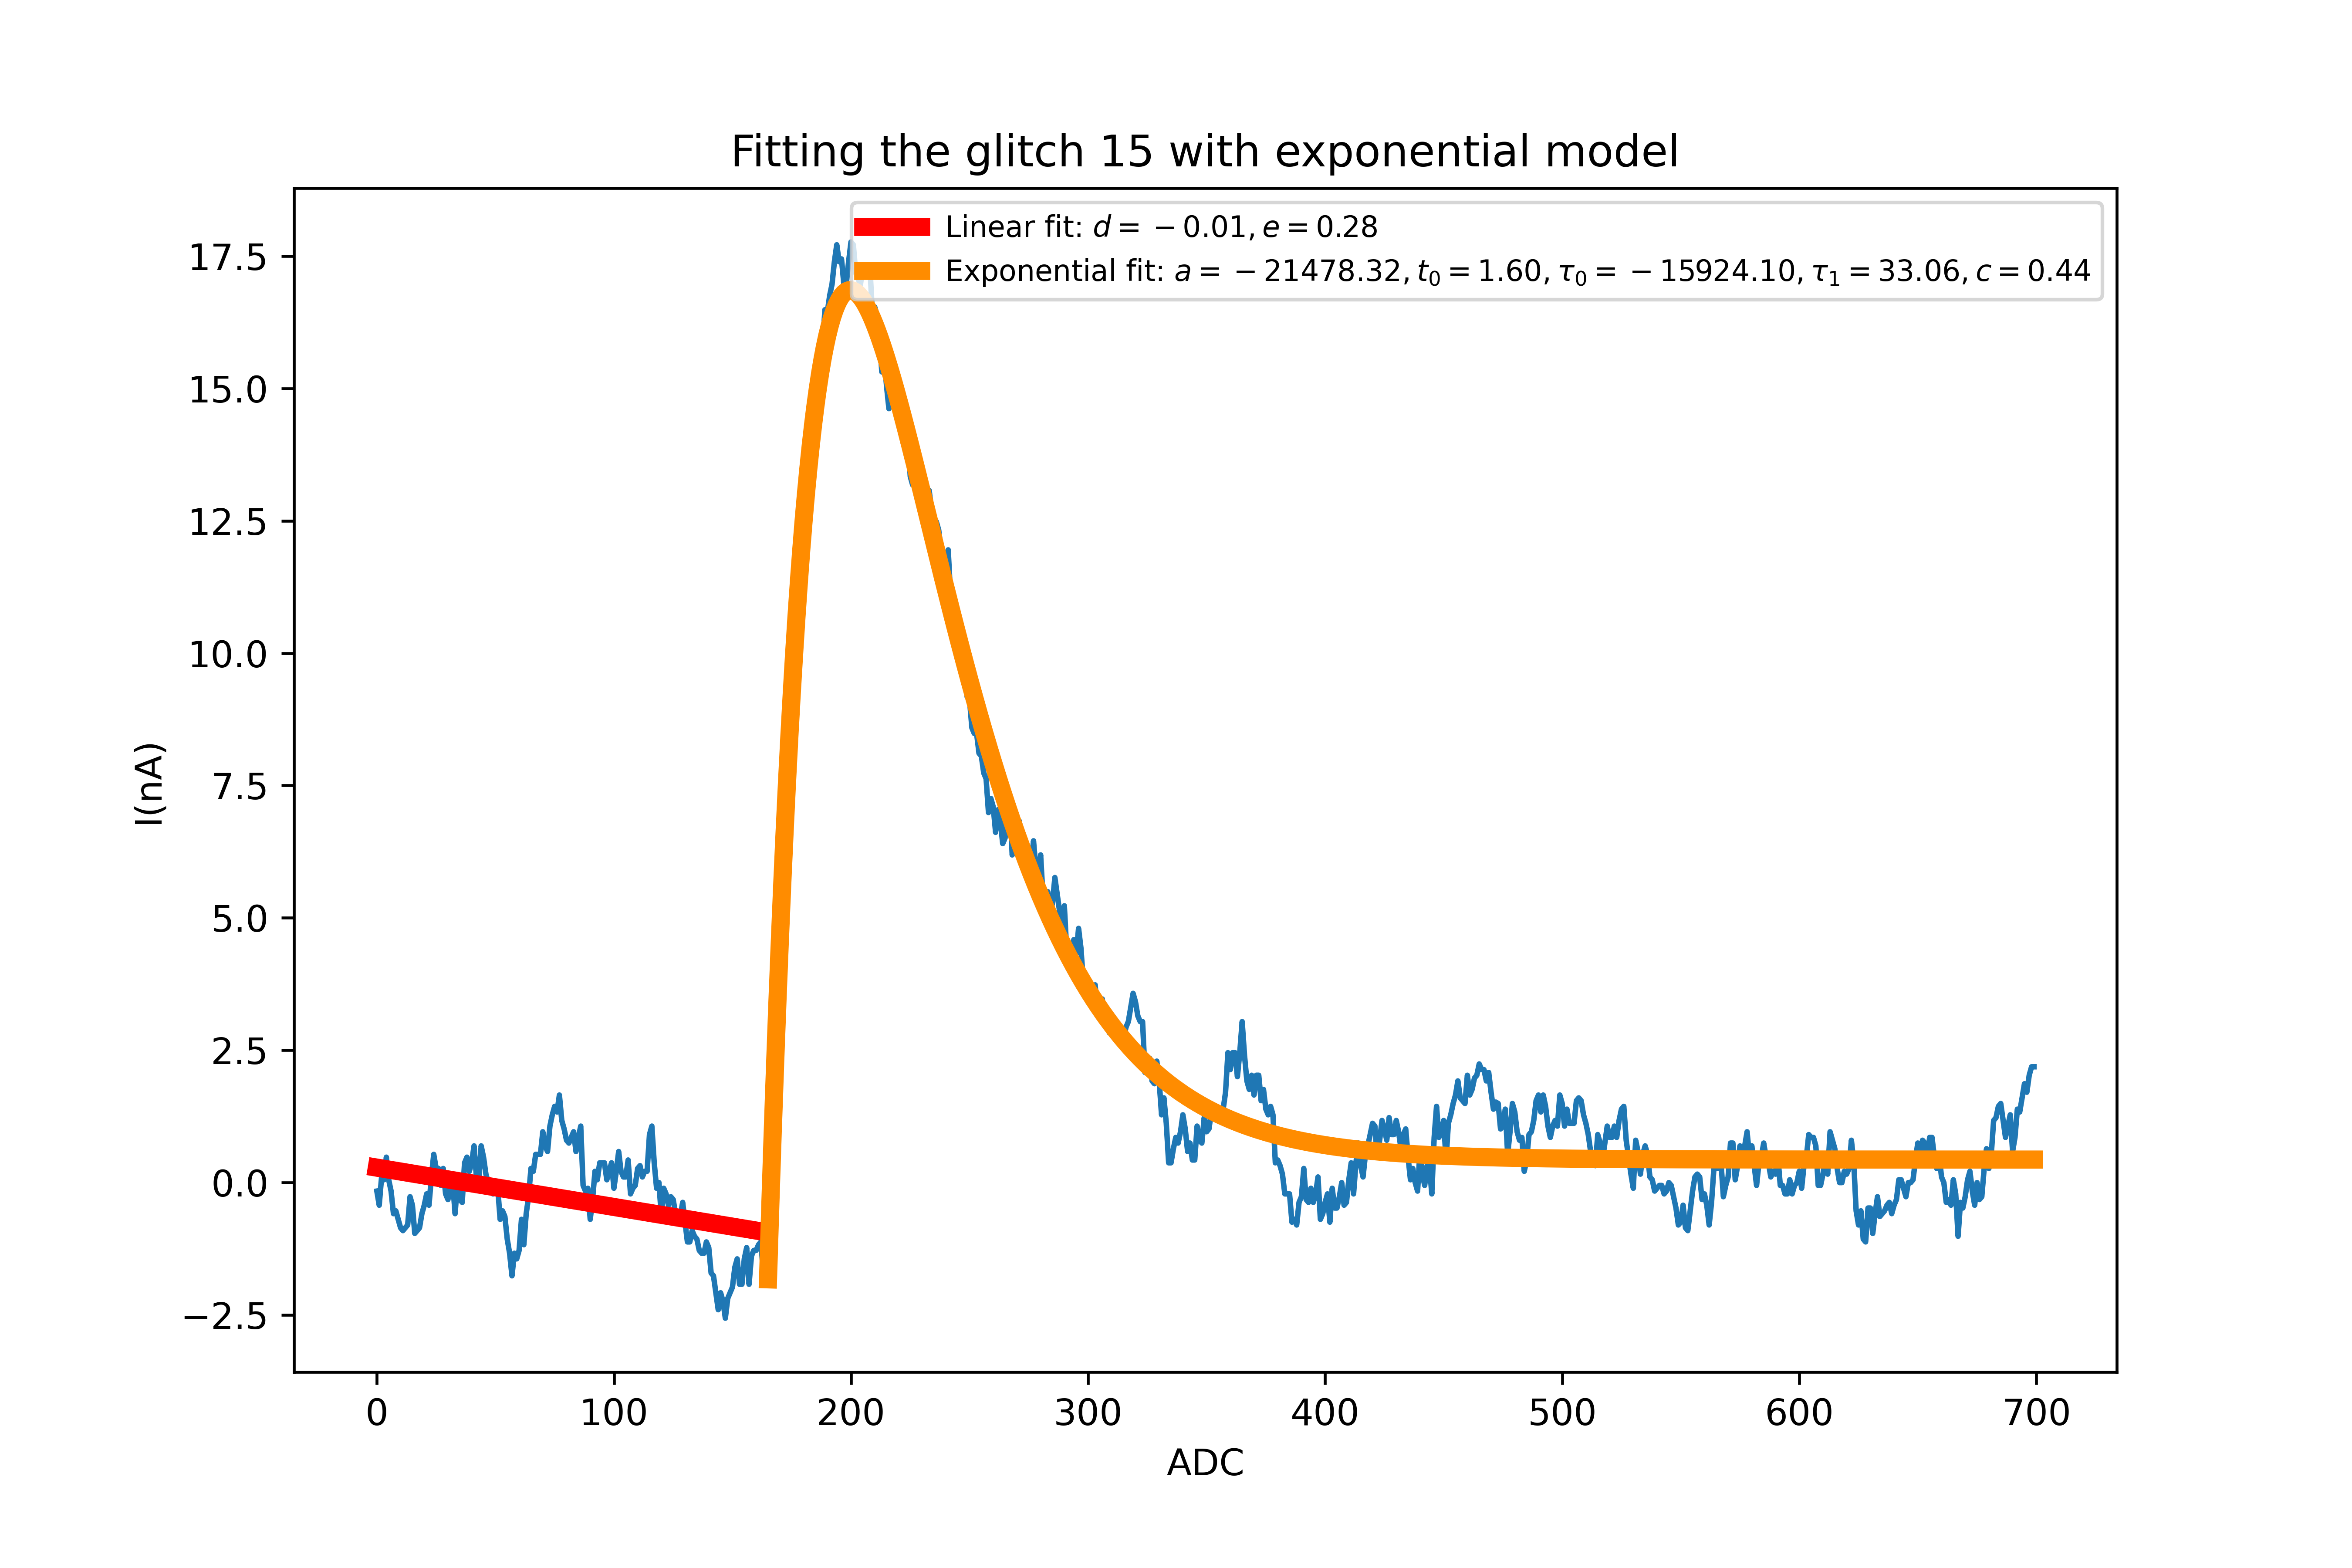 Fitting the glitch 15 with exponential model
Linear fit: d = −0.01, e = 0.28
Exponential fit: a = −21478.32, t₀ = 1.60, τ₀ = −15924.10, τ₁ = 33.06, c = 0.44
17.5
15.0
12.5
10.0
7.5
5.0
2.5
0.0
−2.5
I(nA)
0 100 200 300 400 500 600 700
ADC